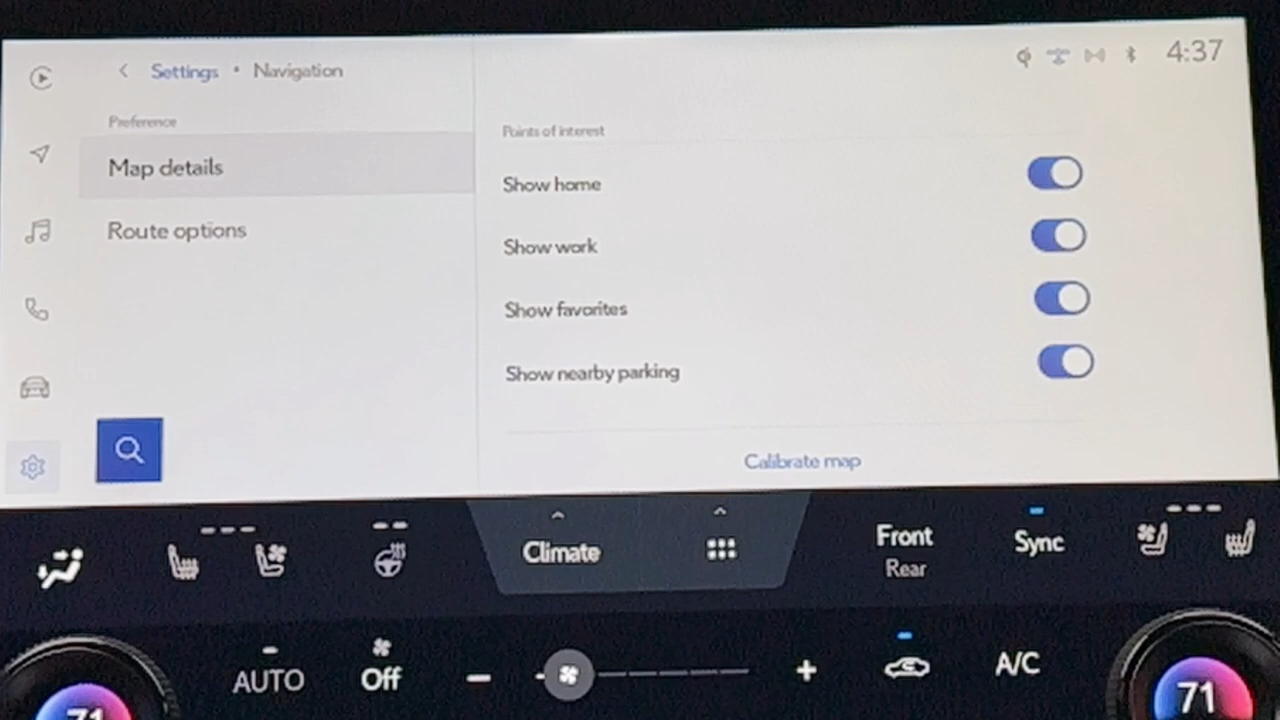 Settings • Navigation
4:37
Preference
Map details
Route options
Points of interest
Show home
Show work
Show favorites
Show nearby parking
Calibrate map
Climate
Front
Rear
Sync
AUTO
Off
A/C
71
71